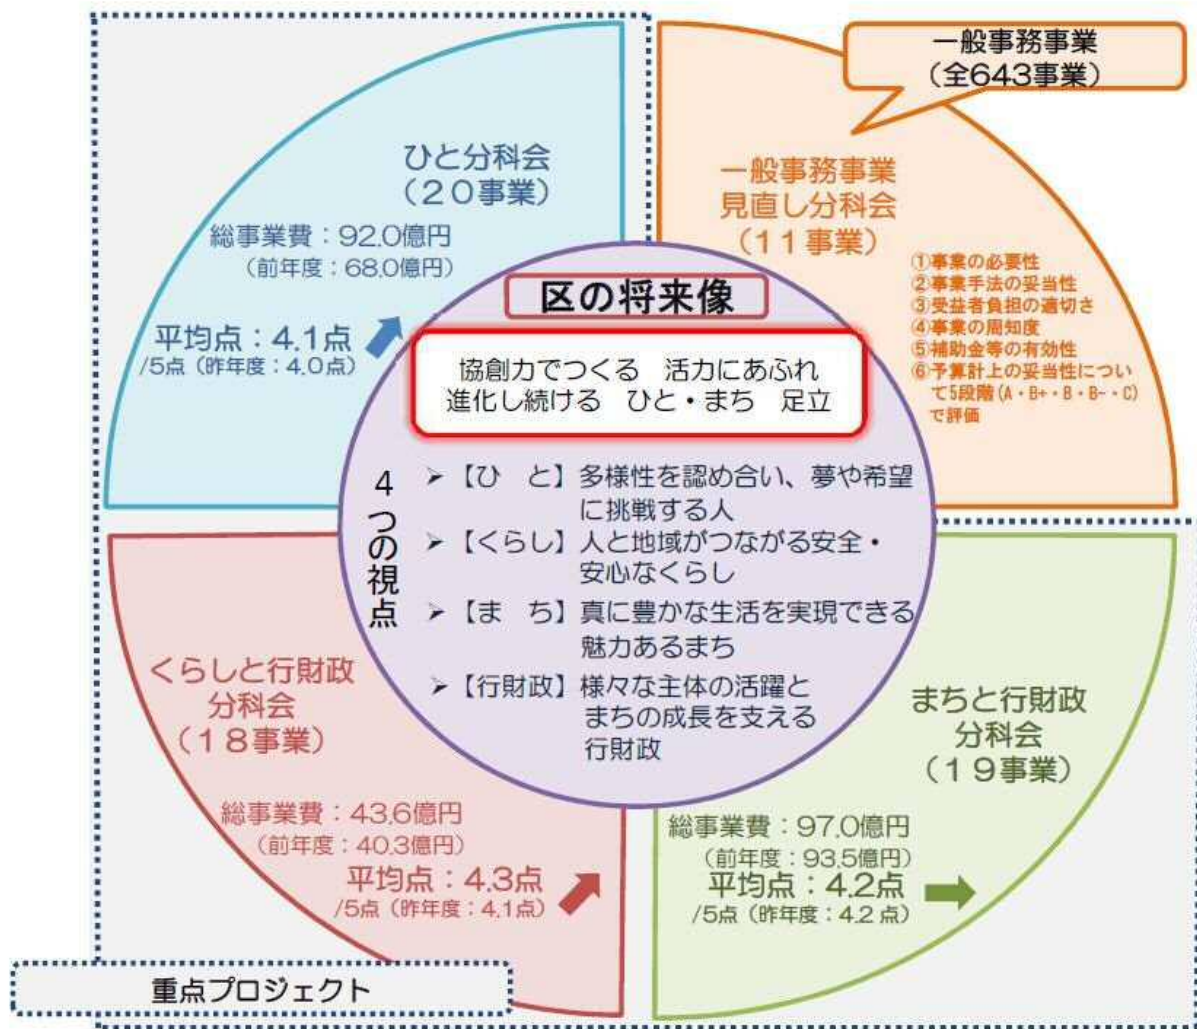 一般事務事業
（全643事業）
ひと分科会
（２０事業）
総事業費：92.0億円
（前年度：68.0億円）
平均点：4.1点
/5点（昨年度：4.0点）
一般事務事業
見直し分科会
（１１事業）
①事業の必要性
②事業手法の妥当性
③受益者負担の適切さ
④事業の周知度
⑤補助金等の有効性
⑥予算計上の妥当性につい
て5段階(A・B+・B・B-・C)
で評価
区の将来像
協創力でつくる　活力にあふれ
進化し続ける　ひと・まち　足立
４つの視点
➢【ひ　と】多様性を認め合い、夢や希望
に挑戦する人
➢【くらし】人と地域がつながる安全・
安心なくらし
➢【ま　ち】真に豊かな生活を実現できる
魅力あるまち
➢【行財政】様々な主体の活躍と
まちの成長を支える
行財政
くらしと行財政
分科会
（１８事業）
総事業費：43.6億円
（前年度：40.3億円）
平均点：4.3点
/5点（昨年度：4.1点）
まちと行財政
分科会
（１９事業）
総事業費：97.0億円
（前年度：93.5億円）
平均点：4.2点
/5点（昨年度：4.2点）
重点プロジェクト